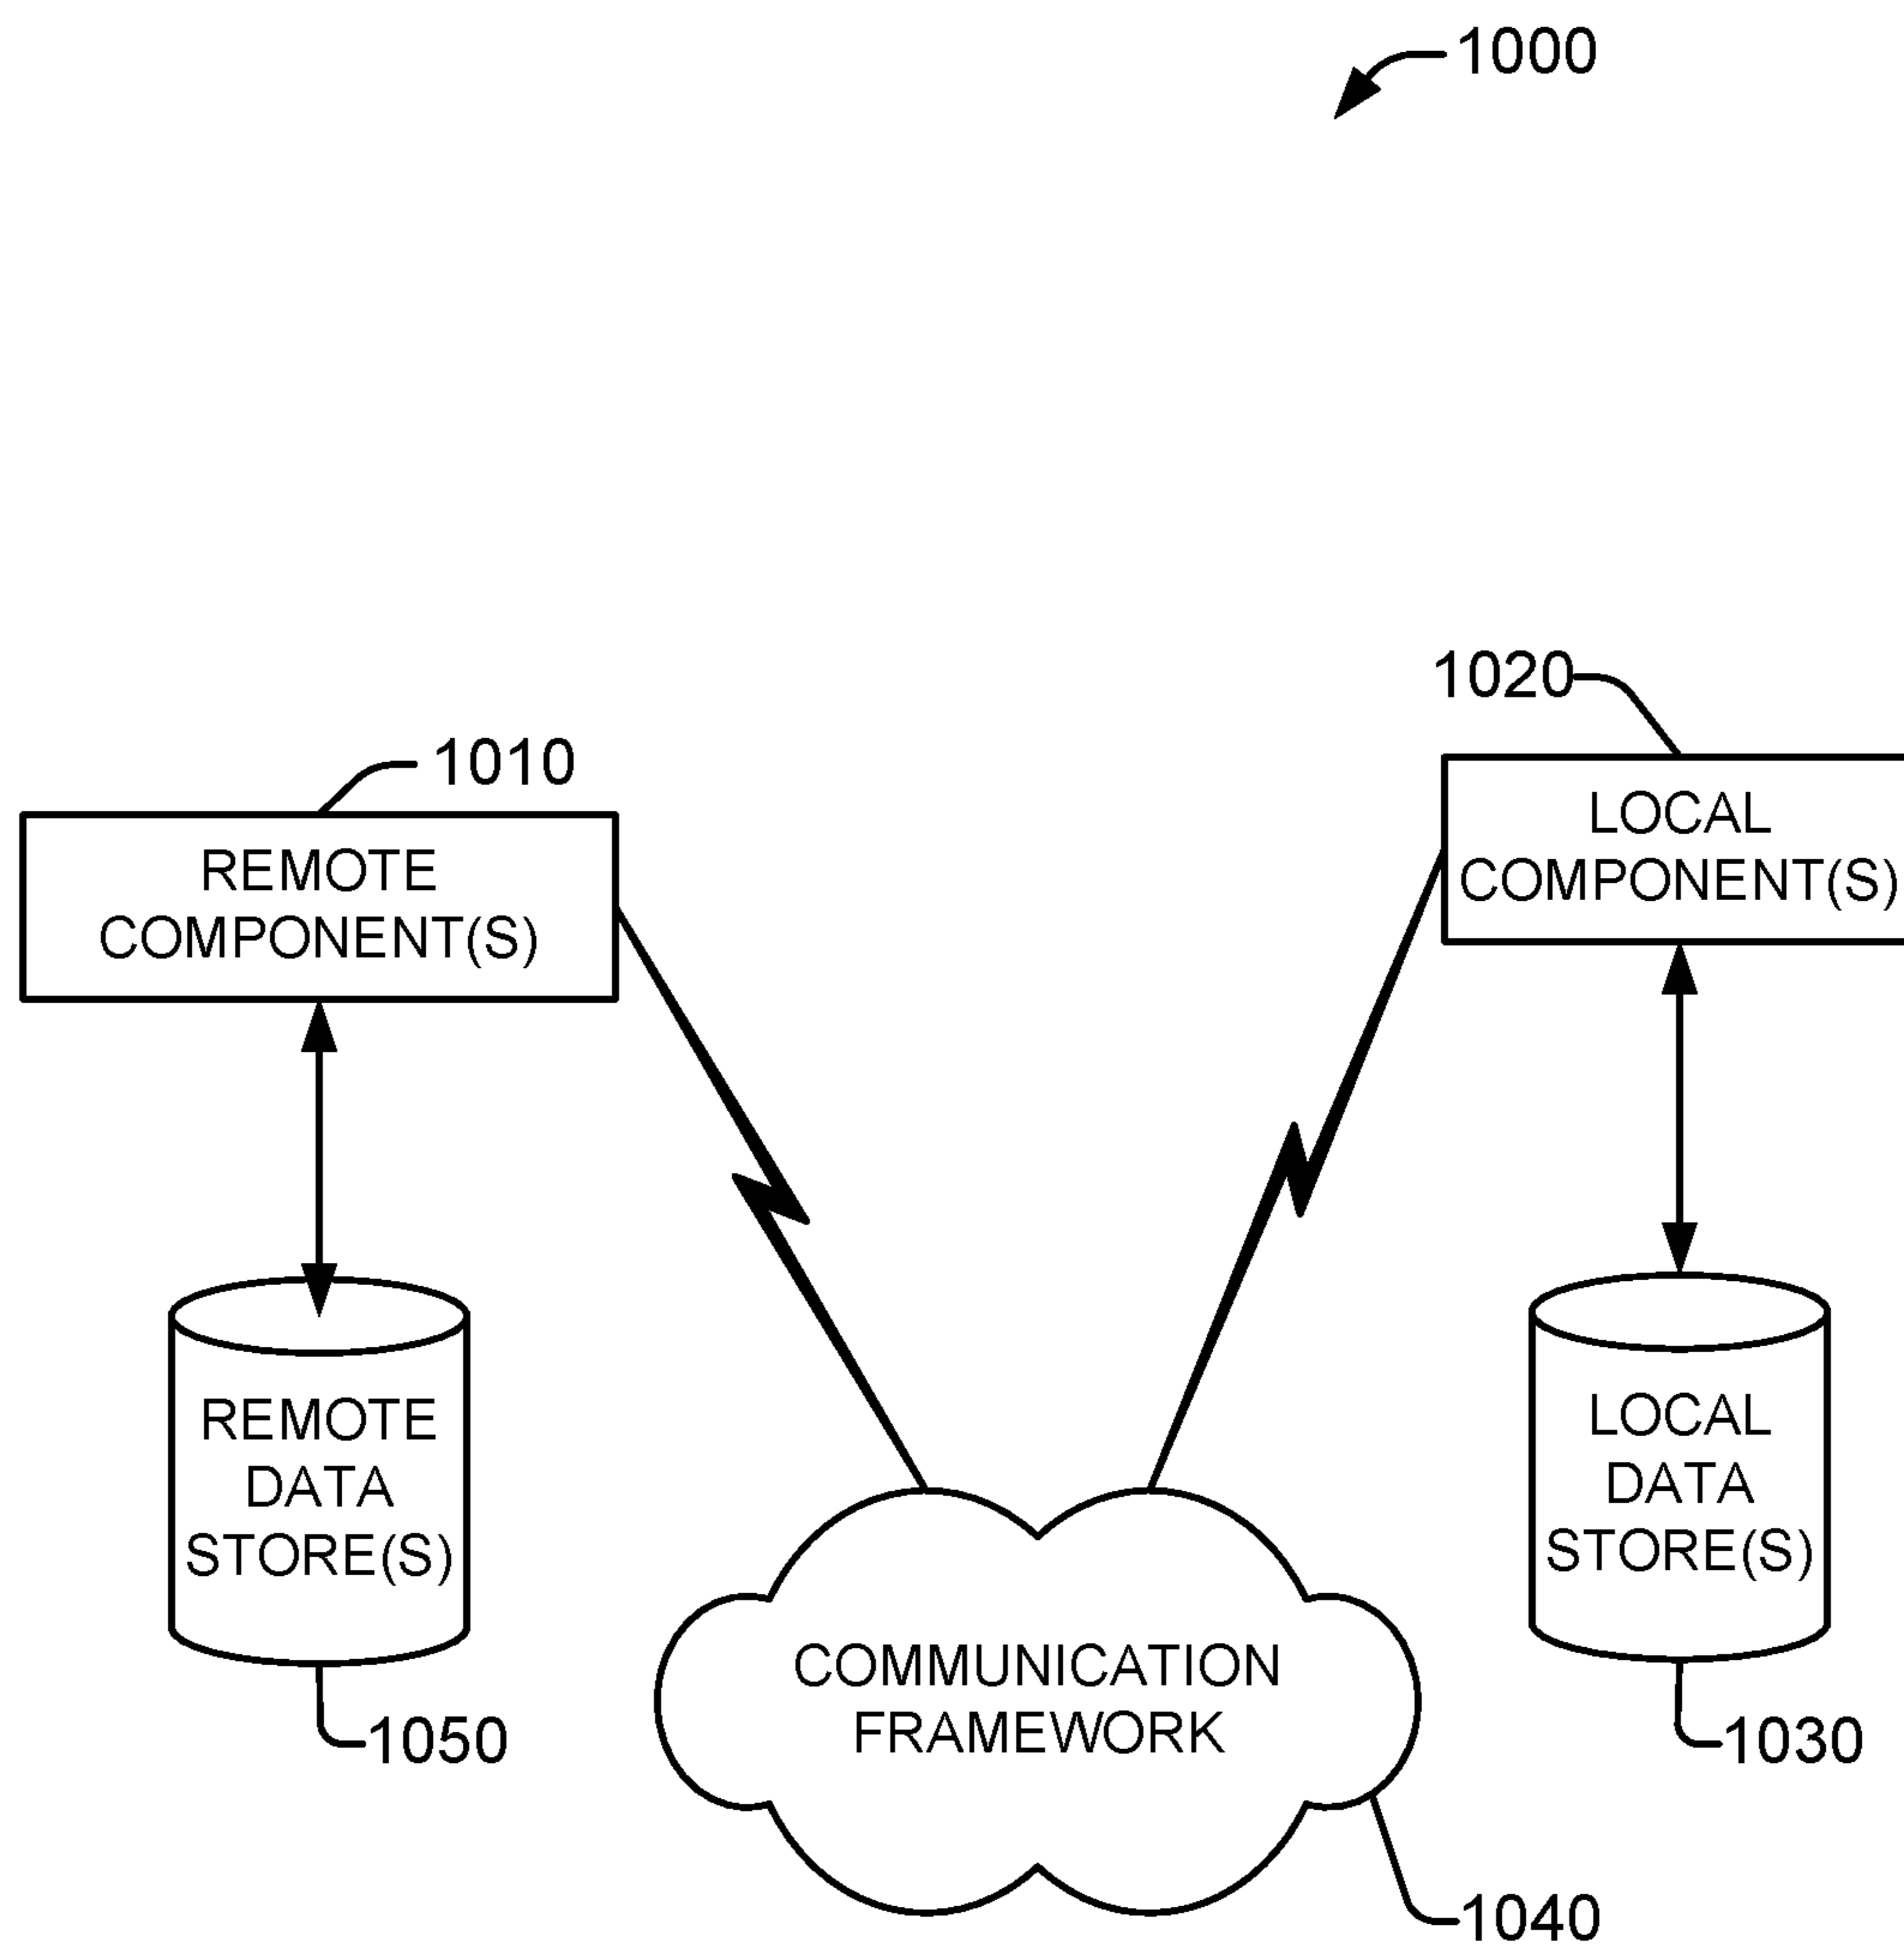 1000
1020
1010
LOCAL
COMPONENT(S)
REMOTE
COMPONENT(S)
REMOTE
DATA
STORE(S)
LOCAL
DATA
STORE(S)
COMMUNICATION
FRAMEWORK
1050
1030
1040